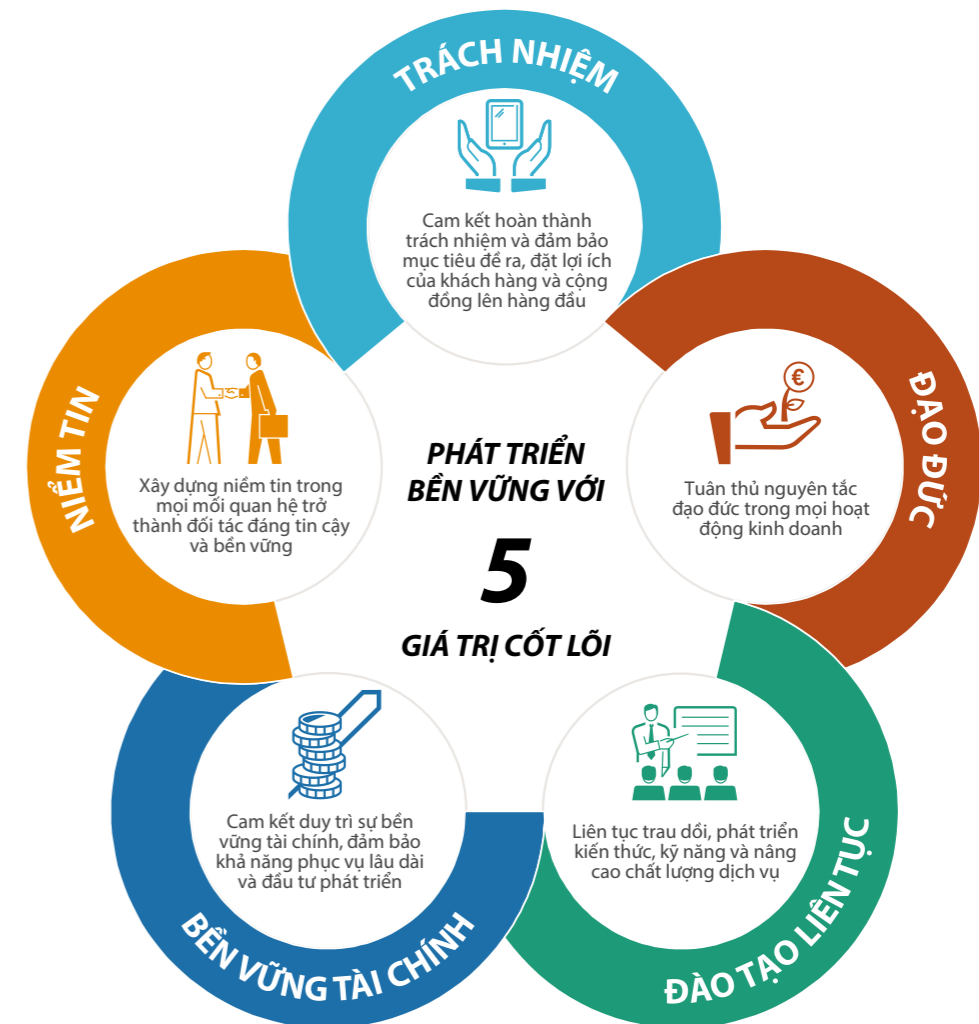 TRÁCH NHIỆM
Cam kết hoàn thành
trách nhiệm và đảm bảo
mục tiêu đề ra, đặt lợi ích
của khách hàng và cộng
đồng lên hàng đầu
ĐẠO ĐỨC
€
Tuân thủ nguyên tắc
đạo đức trong mọi hoạt
động kinh doanh
NIỀM TIN
Xây dựng niềm tin trong
mọi mối quan hệ trở
thành đối tác đáng tin cậy
và bền vững
PHÁT TRIỂN
BỀN VỮNG VỚI
5
GIÁ TRỊ CỐT LÕI
Cam kết duy trì sự bền
vững tài chính, đảm bảo
khả năng phục vụ lâu dài
và đầu tư phát triển
BỀN VỮNG TÀI CHÍNH
Liên tục trau dồi, phát triển
kiến thức, kỹ năng và nâng
cao chất lượng dịch vụ
ĐÀO TẠO LIÊN TỤC